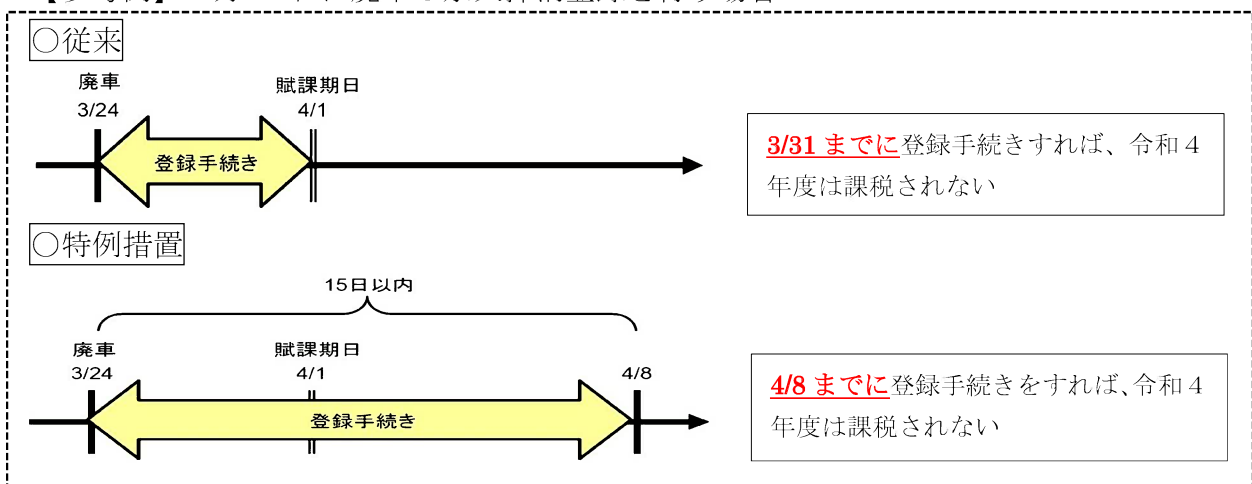 ○従来
廃車
3/24
賦課期日
4/1
登録手続き
3/31 までに登録手続きすれば、令和４
年度は課税されない
○特例措置
15日以内
廃車
3/24
賦課期日
4/1
4/8
登録手続き
4/8 までに登録手続きをすれば、令和４
年度は課税されない